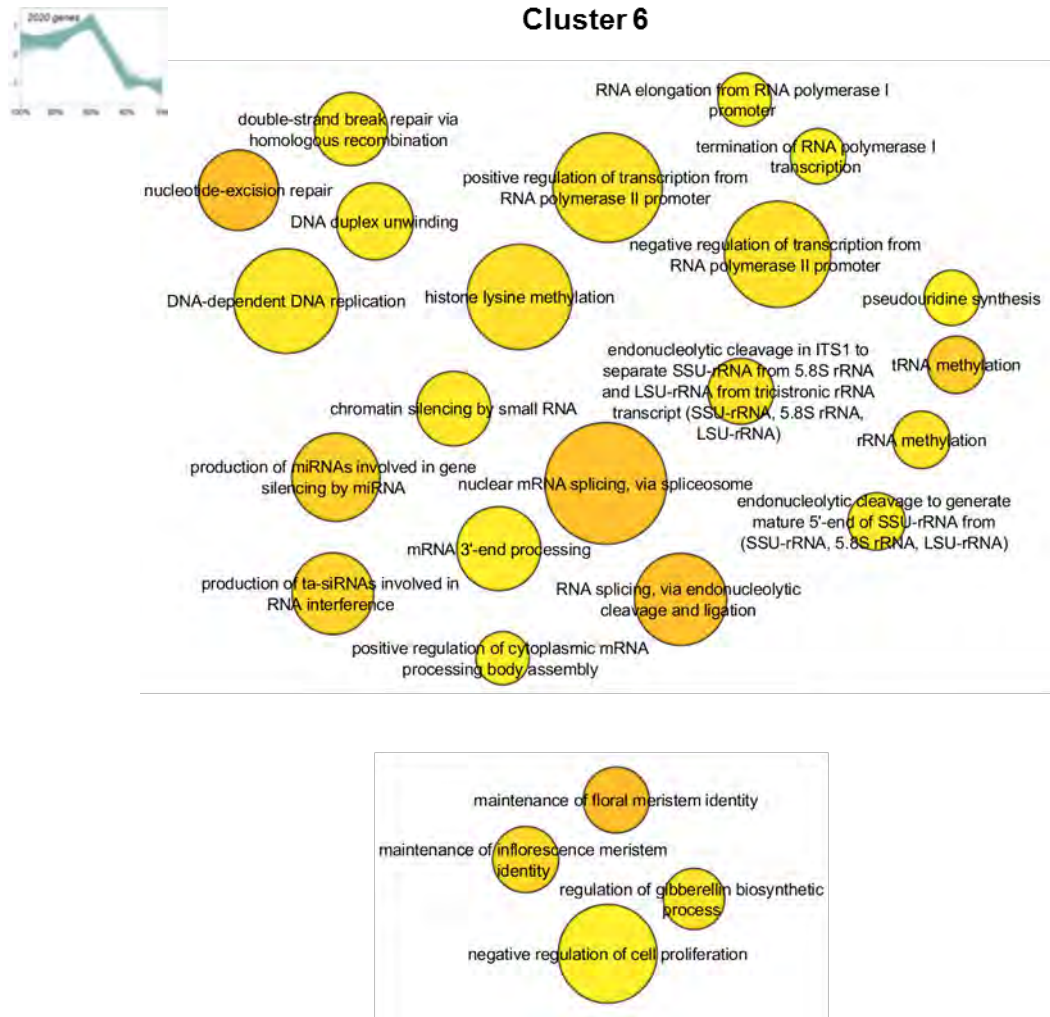 Cluster 6
2020 genes
100%
80%
60%
40%
RNA elongation from RNA polymerase I
promoter
double-strand break repair via
homologous recombination
termination of RNA polymerase I
transcription
nucleotide-excision repair
positive regulation of transcription from
RNA polymerase II promoter
DNA duplex unwinding
negative regulation of transcription from
RNA polymerase II promoter
DNA-dependent DNA replication
histone lysine methylation
pseudouridine synthesis
endonucleolytic cleavage in ITS1 to
separate SSU-rRNA from 5.8S rRNA
and LSU-rRNA from tricistronic rRNA
transcript (SSU-rRNA, 5.8S rRNA,
LSU-rRNA)
tRNA methylation
chromatin silencing by small RNA
rRNA methylation
production of miRNAs involved in gene
silencing by miRNA
nuclear mRNA splicing, via spliceosome
endonucleolytic cleavage to generate
mature 5'-end of SSU-rRNA from
(SSU-rRNA, 5.8S rRNA, LSU-rRNA)
mRNA 3'-end processing
production of ta-siRNAs involved in
RNA interference
RNA splicing, via endonucleolytic
cleavage and ligation
positive regulation of cytoplasmic mRNA
processing body assembly
maintenance of floral meristem identity
maintenance of inflorescence meristem
identity
regulation of gibberellin biosynthetic
process
negative regulation of cell proliferation